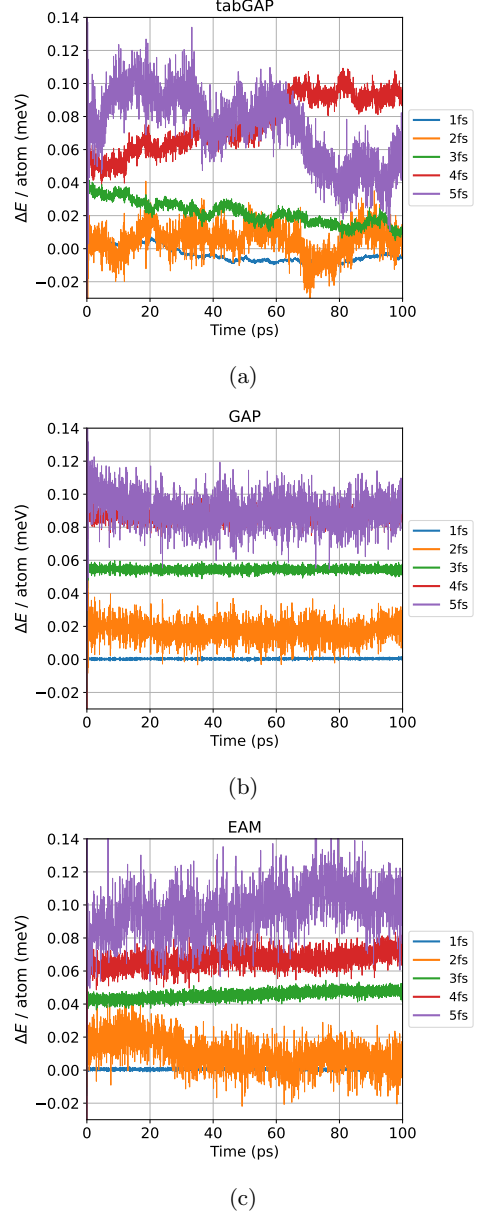 tabGAP
0.14
0.12
0.10
0.08
0.06
0.04
0.02
0.00
−0.02
ΔE / atom (meV)
0 20 40 60 80 100
Time (ps)
1fs
2fs
3fs
4fs
5fs
(a)
GAP
0.14
0.12
0.10
0.08
0.06
0.04
0.02
0.00
−0.02
ΔE / atom (meV)
0 20 40 60 80 100
Time (ps)
1fs
2fs
3fs
4fs
5fs
(b)
EAM
0.14
0.12
0.10
0.08
0.06
0.04
0.02
0.00
−0.02
ΔE / atom (meV)
0 20 40 60 80 100
Time (ps)
1fs
2fs
3fs
4fs
5fs
(c)